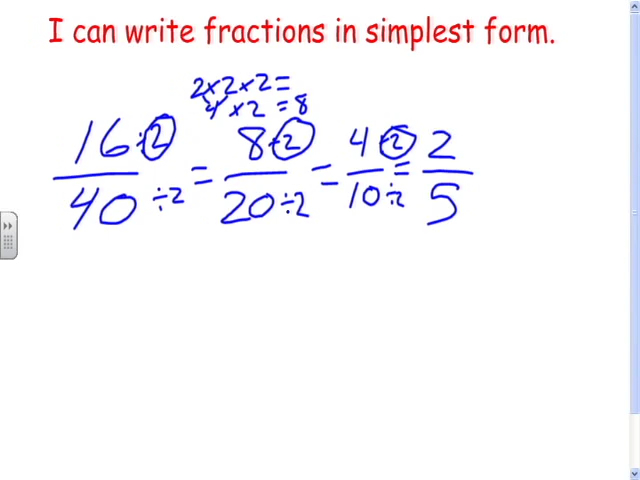 I can write fractions in simplest form.
2 × 2 × 2 =
4 × 2 = 8
16 ÷ 2 = 8 ÷ 2 = 4 ÷ 2 = 2
40 ÷ 2 20 ÷ 2 10 ÷ 2 5